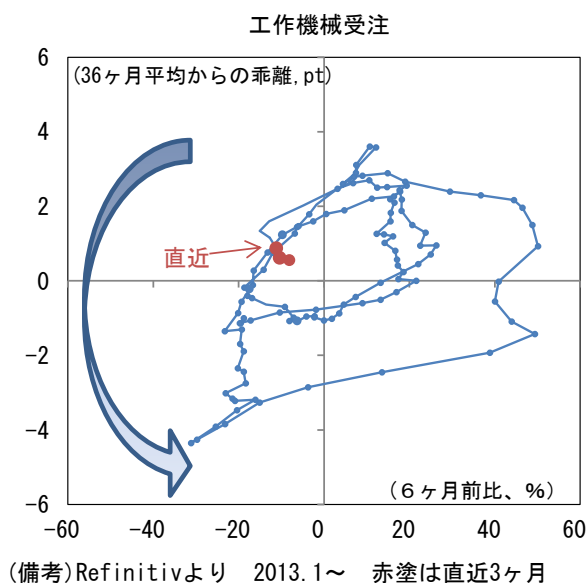 工作機械受注
6
(36ヶ月平均からの乖離,pt)
4
2
直近
0
−2
−4
(６ヶ月前比、%)
−6
−60 −40 −20 0 20 40 60
(備考)Refinitivより　2013.1〜　赤塗は直近3ヶ月